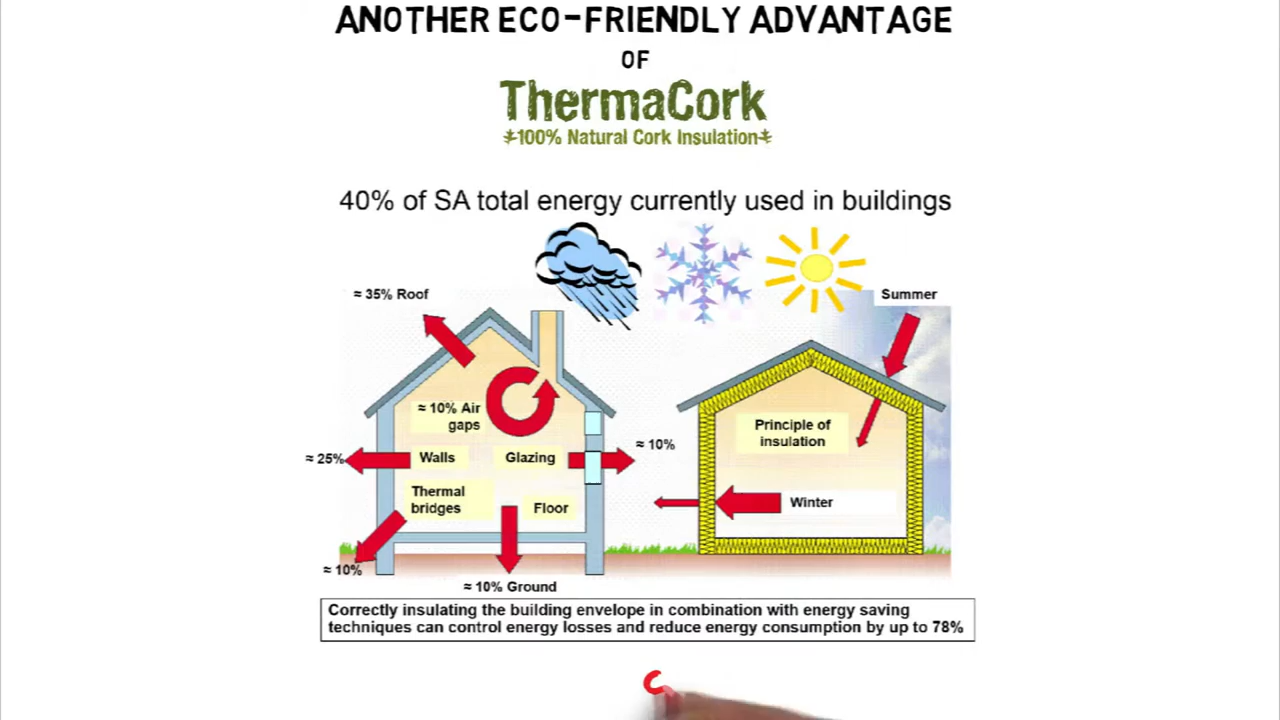 ANOTHER ECO-FRIENDLY ADVANTAGE
OF
ThermaCork
100% Natural Cork Insulation
40% of SA total energy currently used in buildings
≈ 35% Roof
Summer
≈ 10% Air
gaps
Principle of
insulation
≈ 10%
≈ 25%
Walls
Glazing
Thermal
bridges
Floor
Winter
≈ 10%
≈ 10% Ground
Correctly insulating the building envelope in combination with energy saving
techniques can control energy losses and reduce energy consumption by up to 78%